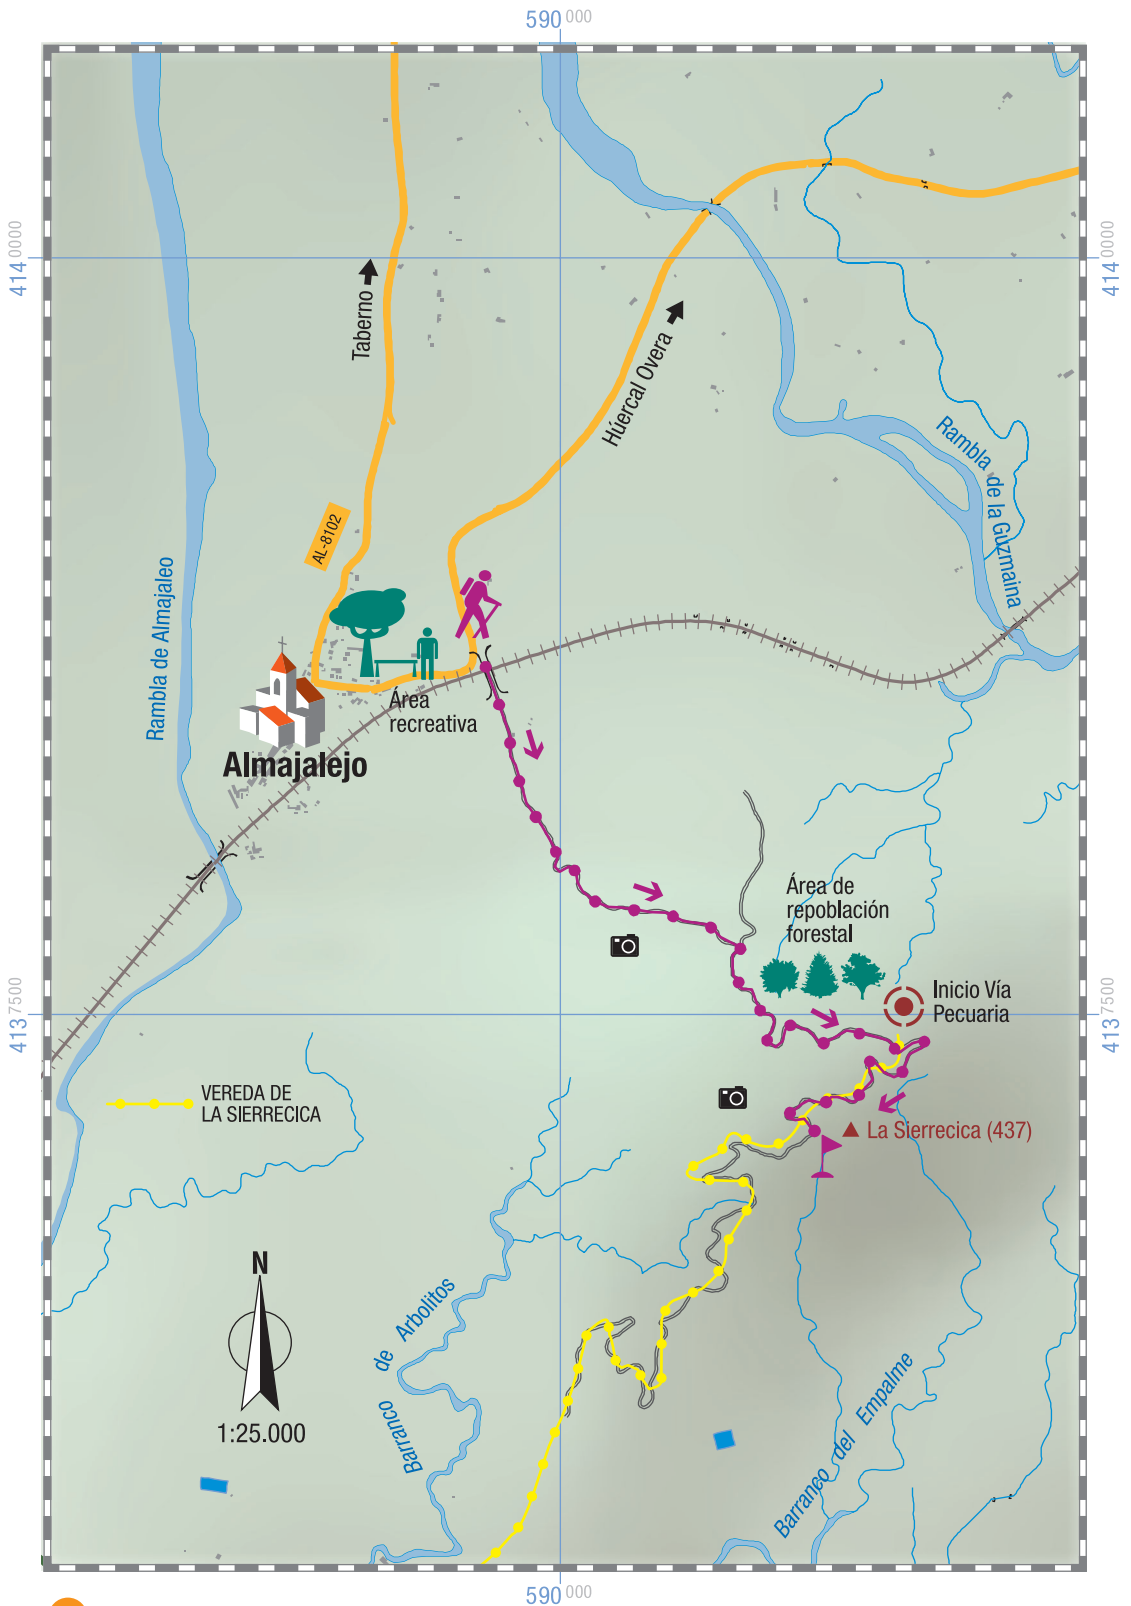 590 000
414 0000
414 0000
Taberno
Húercal Overa
Rambla
de la Guzmaina
AL-8102
Rambla de Almajaleo
Área
recreativa
Almajalejo
Área de
repoblación
forestal
Inicio Vía
Pecuaria
413 7500
413 7500
VEREDA DE
LA SIERRECICA
La Sierrecica (437)
N
1:25.000
Barranco
de Arbolitos
Barranco del Empalme
590 000